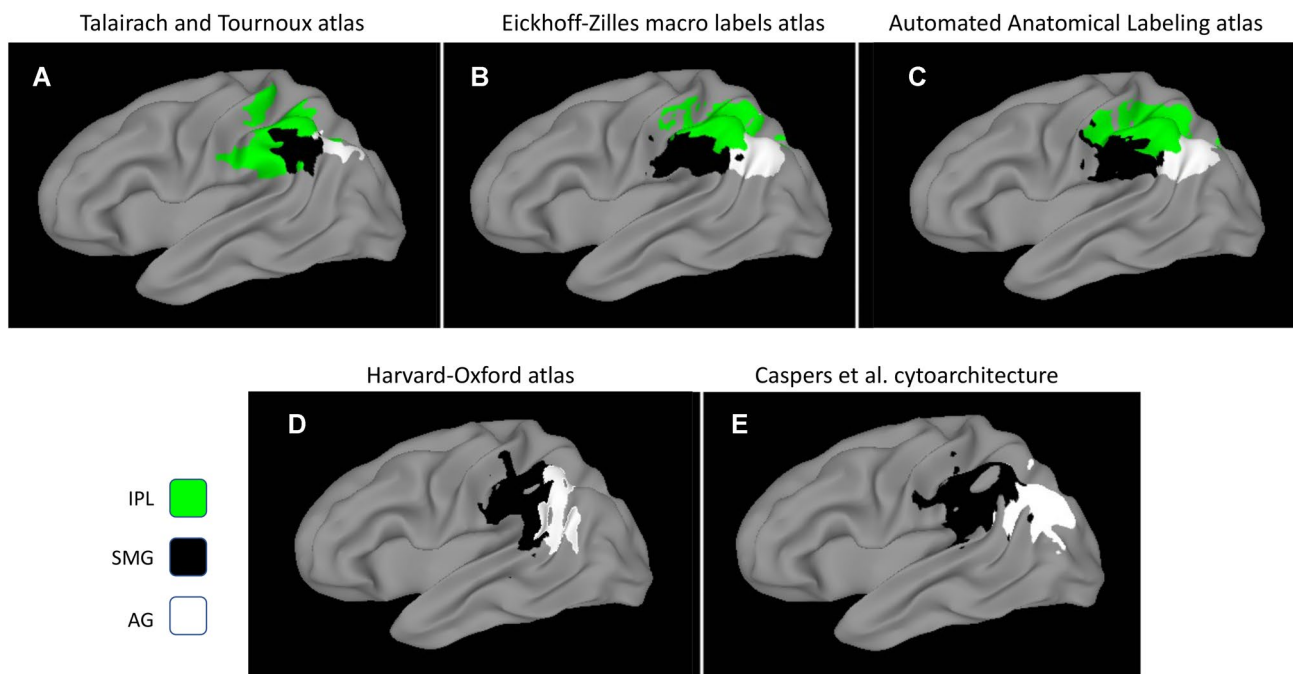 Talairach and Tournoux atlas
Eickhoff-Zilles macro labels atlas
Automated Anatomical Labeling atlas
A
B
C
Harvard-Oxford atlas
Caspers et al. cytoarchitecture
D
E
IPL
SMG
AG